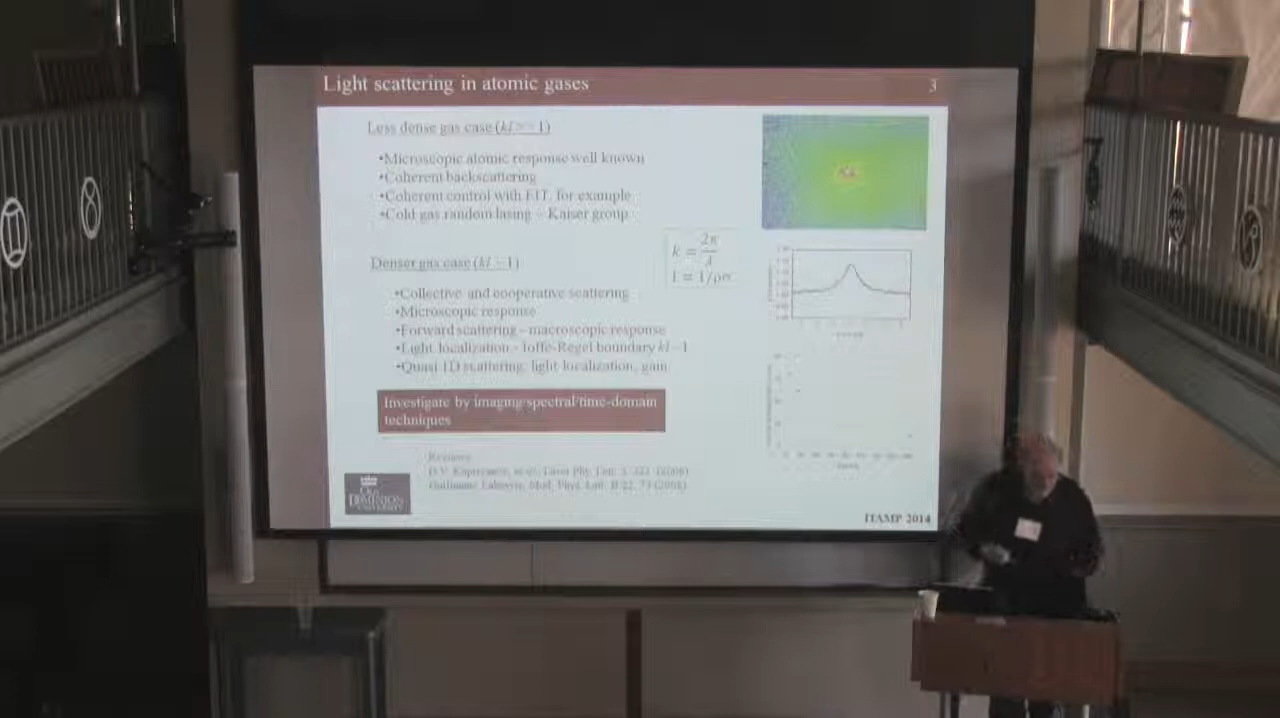 Light scattering in atomic gases
3
Less dense gas case (kl >> 1)
•Microscopic atomic response well known
•Coherent backscattering
•Coherent control with EIT, for example
•Cold gas random lasing – Kaiser group
k = 2π/λ
l = 1/ρσ
Denser gas case (kl ~ 1)
•Collective and cooperative scattering
•Microscopic response
•Forward scattering - macroscopic response
•Light localization - Ioffe-Regel boundary kl ~ 1
•Quasi 1D scattering: light localization, gain
Investigate by imaging/spectral/time-domain
techniques
Reviews:
OLD
DOMINION
UNIVERSITY
ITAMP 2014